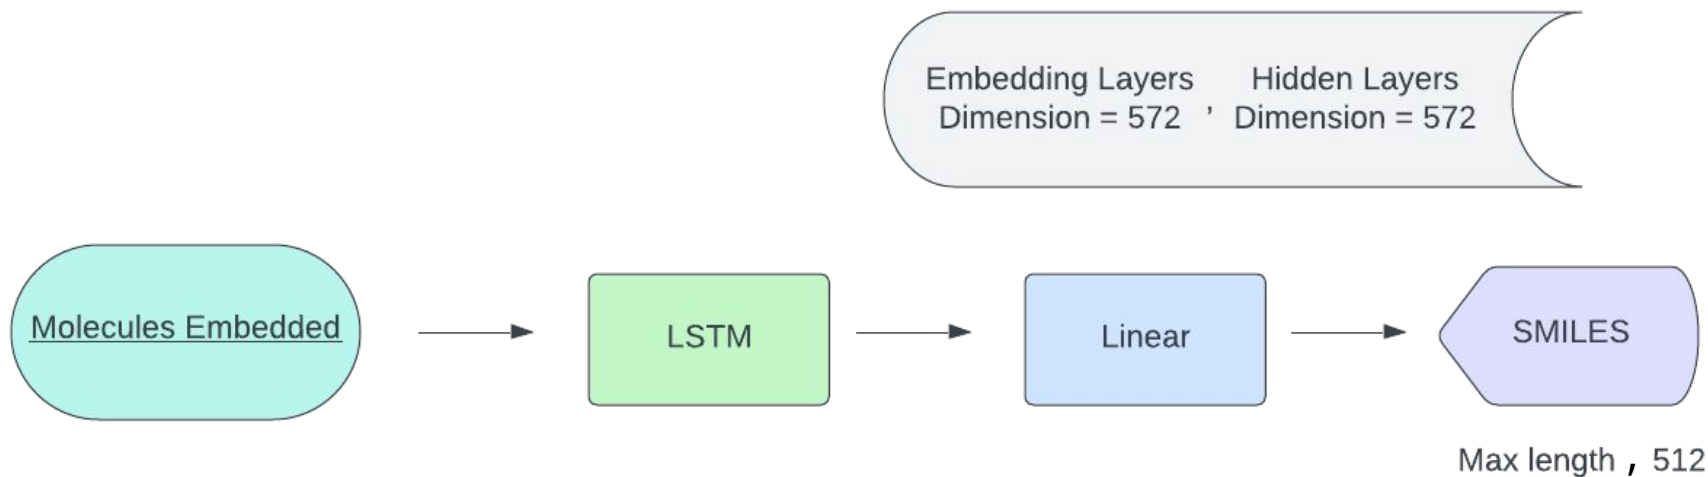 Embedding Layers Hidden Layers
Dimension = 572 , Dimension = 572
Molecules Embedded
LSTM
Linear
SMILES
Max length , 512